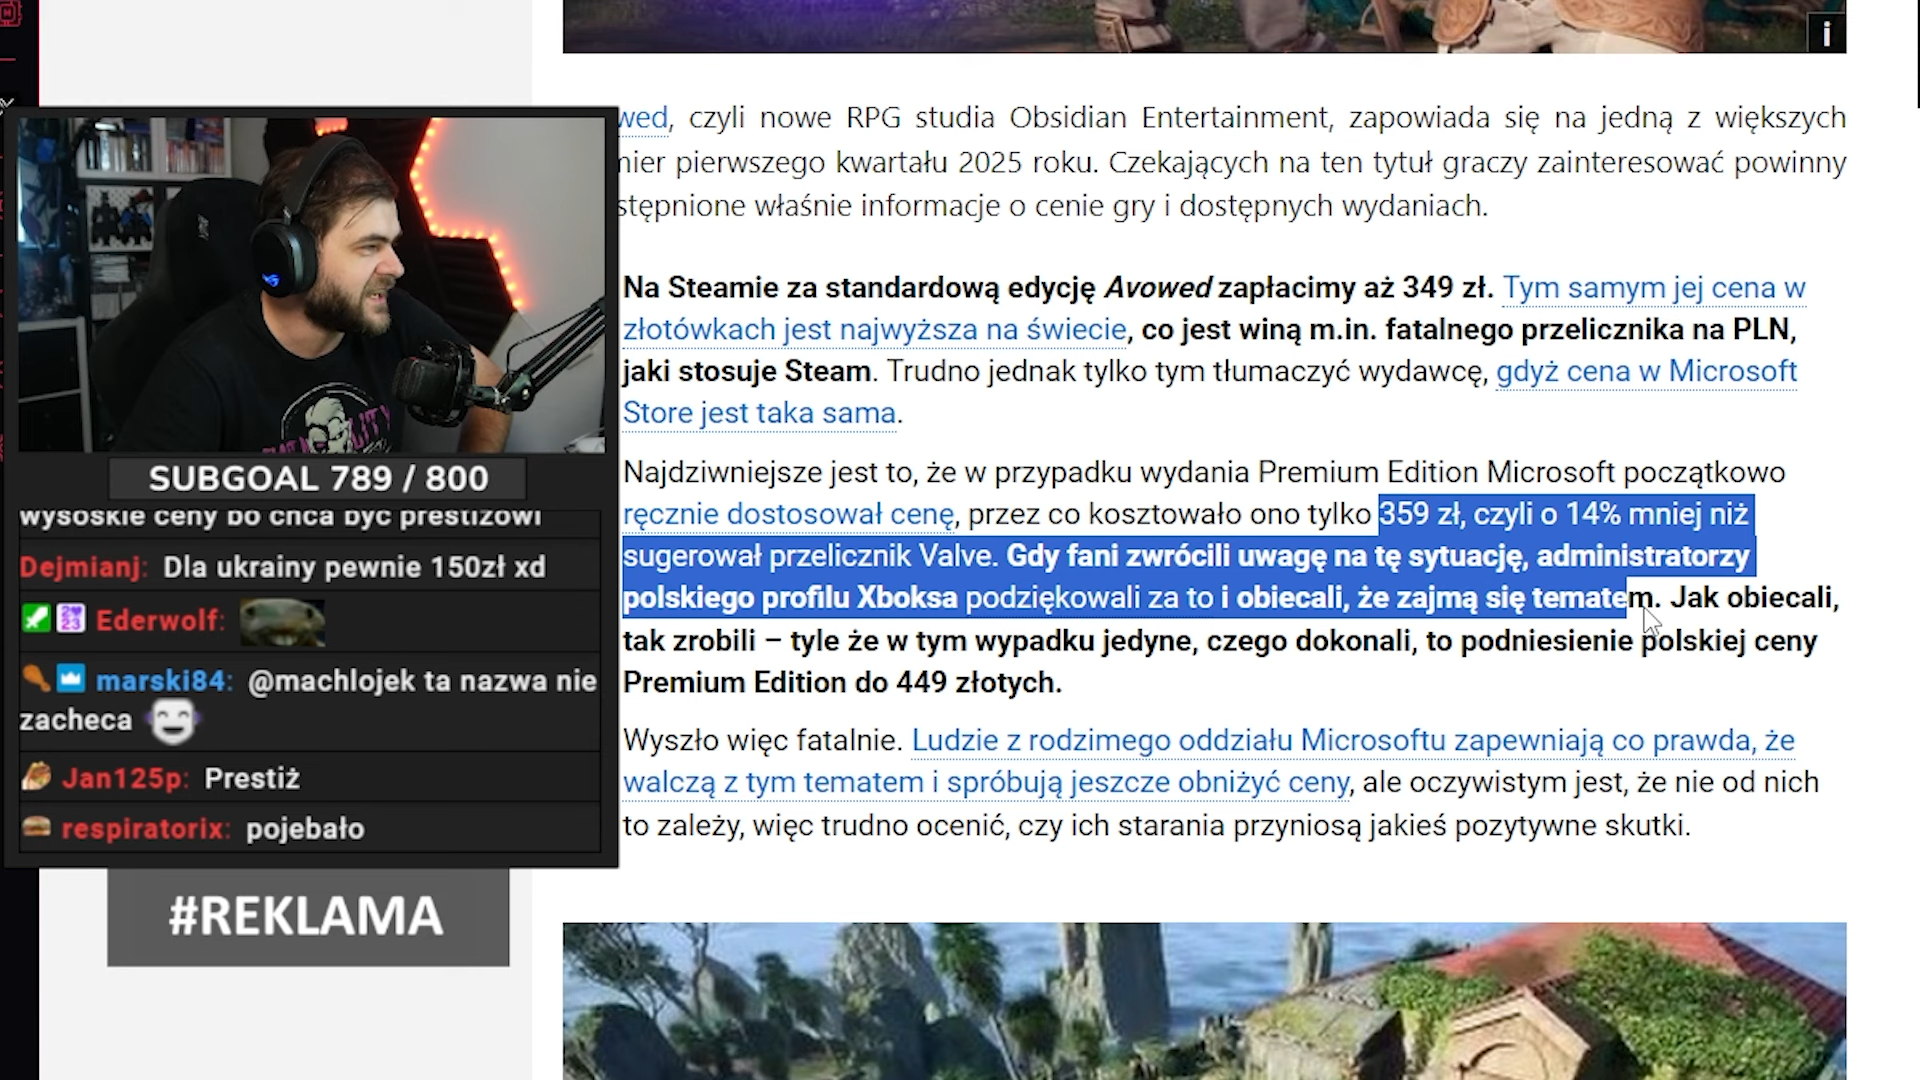 wed, czyli nowe RPG studia Obsidian Entertainment, zapowiada się na jedną z większych
mier pierwszego kwartału 2025 roku. Czekających na ten tytuł graczy zainteresować powinny
stępnione właśnie informacje o cenie gry i dostępnych wydaniach.
Na Steamie za standardową edycję Avowed zapłacimy aż 349 zł. Tym samym jej cena w
złotówkach jest najwyższa na świecie, co jest winą m.in. fatalnego przelicznika na PLN,
jaki stosuje Steam. Trudno jednak tylko tym tłumaczyć wydawcę, gdyż cena w Microsoft
Store jest taka sama.
Najdziwniejsze jest to, że w przypadku wydania Premium Edition Microsoft początkowo
ręcznie dostosował cenę, przez co kosztowało ono tylko 359 zł, czyli o 14% mniej niż
sugerował przelicznik Valve. Gdy fani zwrócili uwagę na tę sytuację, administratorzy
polskiego profilu Xboksa podziękowali za to i obiecali, że zajmą się tematem. Jak obiecali,
tak zrobili – tyle że w tym wypadku jedyne, czego dokonali, to podniesienie polskiej ceny
Premium Edition do 449 złotych.
Wyszło więc fatalnie. Ludzie z rodzimego oddziału Microsoftu zapewniają co prawda, że
walczą z tym tematem i spróbują jeszcze obniżyć ceny, ale oczywistym jest, że nie od nich
to zależy, więc trudno ocenić, czy ich starania przyniosą jakieś pozytywne skutki.
SUBGOAL 789 / 800
wysoskie ceny bo chca być prestiżowi
Dejmianj: Dla ukrainy pewnie 150zł xd
Ederwolf:
marski84: @machlojek ta nazwa nie
zacheca
Jan125p: Prestiż
respiratorix: pojebało
#REKLAMA
i